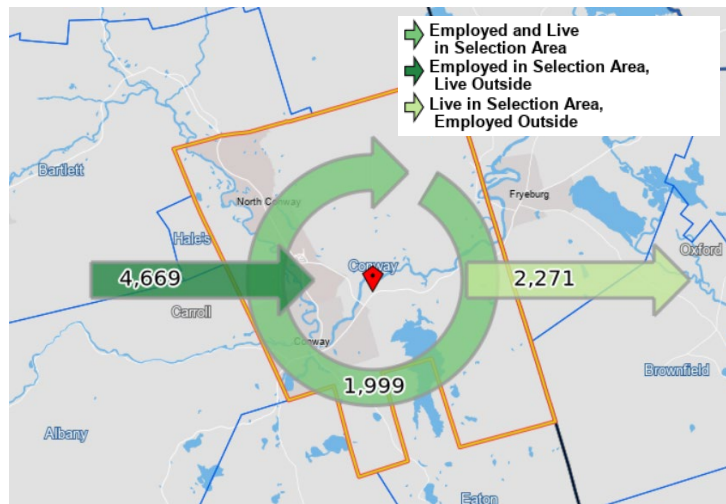 Employed and Live
in Selection Area
Employed in Selection Area,
Live Outside
Live in Selection Area,
Employed Outside
Bartlett
Fryeburg
North Conway
Hale's
Oxford
Conway
4,669
2,271
Carroll
Conway
Brownfield
1,999
Albany
Eaton